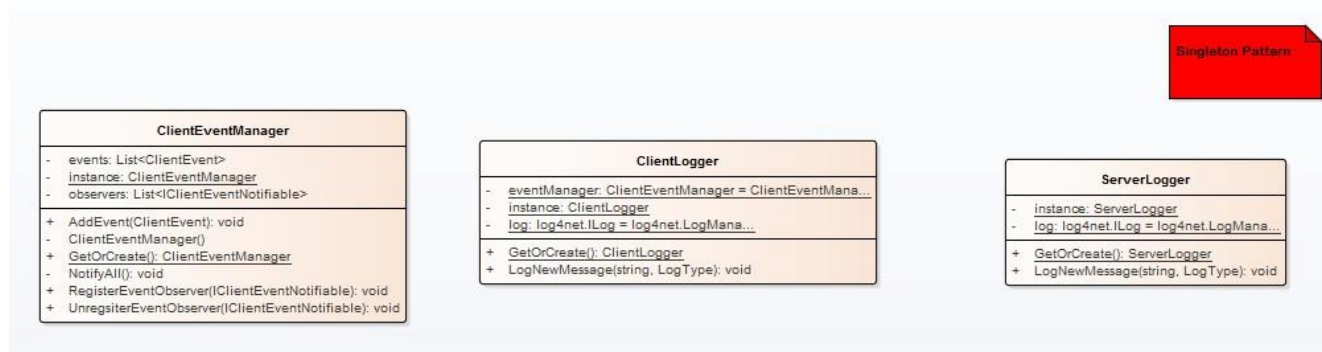 Singleton Pattern
ClientEventManager
- events: List<ClientEvent>
- instance: ClientEventManager
- observers: List<IClientEventNotifiable>
+ AddEvent(ClientEvent): void
- ClientEventManager()
+ GetOrCreate(): ClientEventManager
- NotifyAll(): void
+ RegisterEventObserver(IClientEventNotifiable): void
+ UnregsiterEventObserver(IClientEventNotifiable): void
ClientLogger
- eventManager: ClientEventManager = ClientEventMana...
- instance: ClientLogger
- log: log4net.ILog = log4net.LogMana...
+ GetOrCreate(): ClientLogger
+ LogNewMessage(string, LogType): void
ServerLogger
- instance: ServerLogger
- log: log4net.ILog = log4net.LogMana...
+ GetOrCreate(): ServerLogger
+ LogNewMessage(string, LogType): void